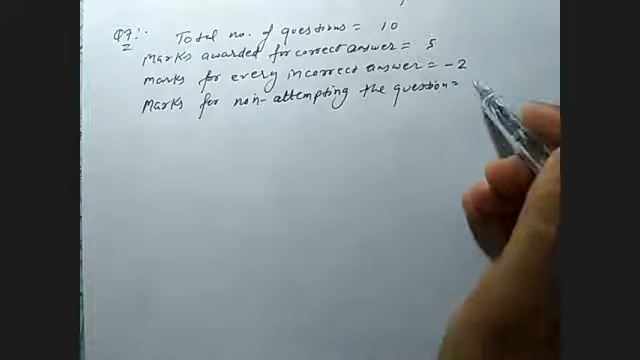 Q7:-
Total no. of questions = 10
Marks awarded for correct answer = 5
marks for every incorrect answer = -2
Marks for non-attempting the question=